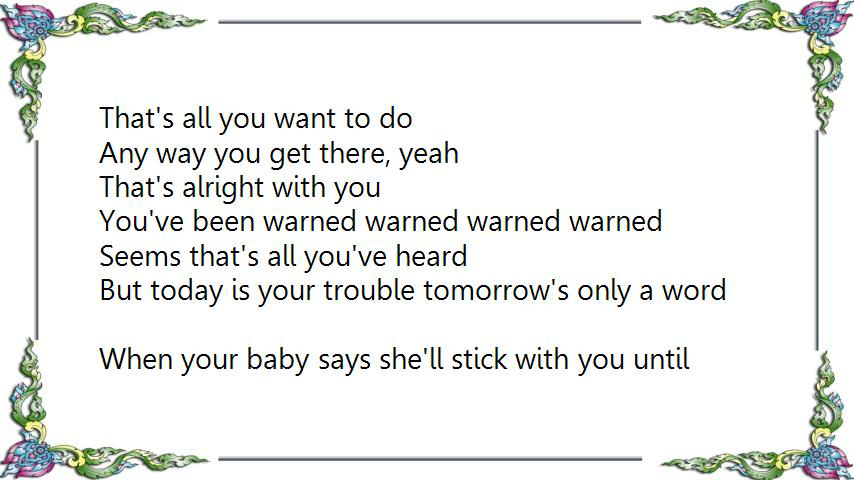 That's all you want to do
Any way you get there, yeah
That's alright with you
You've been warned warned warned warned
Seems that's all you've heard
But today is your trouble tomorrow's only a word
When your baby says she'll stick with you until